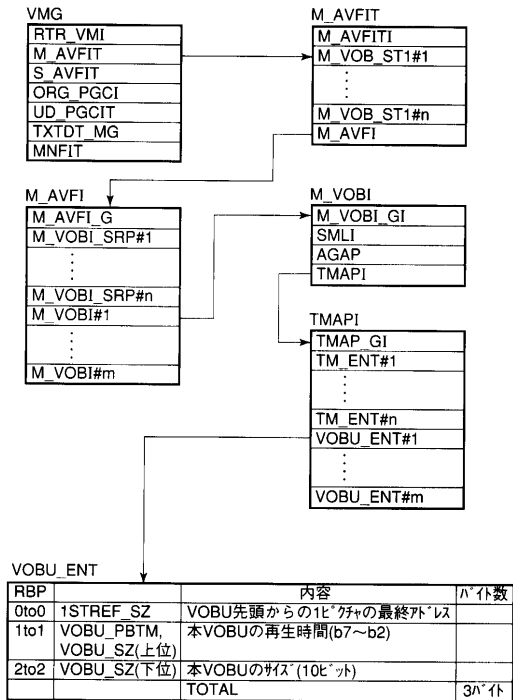 VMG
RTR_VMI
M_AVFIT
S_AVFIT
ORG_PGCI
UD_PGCIT
TXTDT_MG
MNFIT
M_AVFIT
M_AVFITI
M_VOB_ST1#1
M_VOB_ST1#n
M_AVFI
M_AVFI
M_AVFI_G
M_VOBI_SRP#1
M_VOBI_SRP#n
M_VOBI#1
M_VOBI#m
M_VOBI
M_VOBI_GI
SMLI
AGAP
TMAPI
TMAPI
TMAP_GI
TM_ENT#1
TM_ENT#n
VOBU_ENT#1
VOBU_ENT#m
VOBU_ENT
RBP 内容 ﾊﾞｲﾄ数
0to0 1STREF_SZ VOBU先頭からの1ﾋﾟｸﾁｬの最終ｱﾄﾞﾚｽ
1to1 VOBU_PBTM, 本VOBUの再生時間(b7～b2)
VOBU_SZ(上位)
2to2 VOBU_SZ(下位) 本VOBUのｻｲｽﾞ(10ﾋﾞｯﾄ)
TOTAL 3ﾊﾞｲﾄ